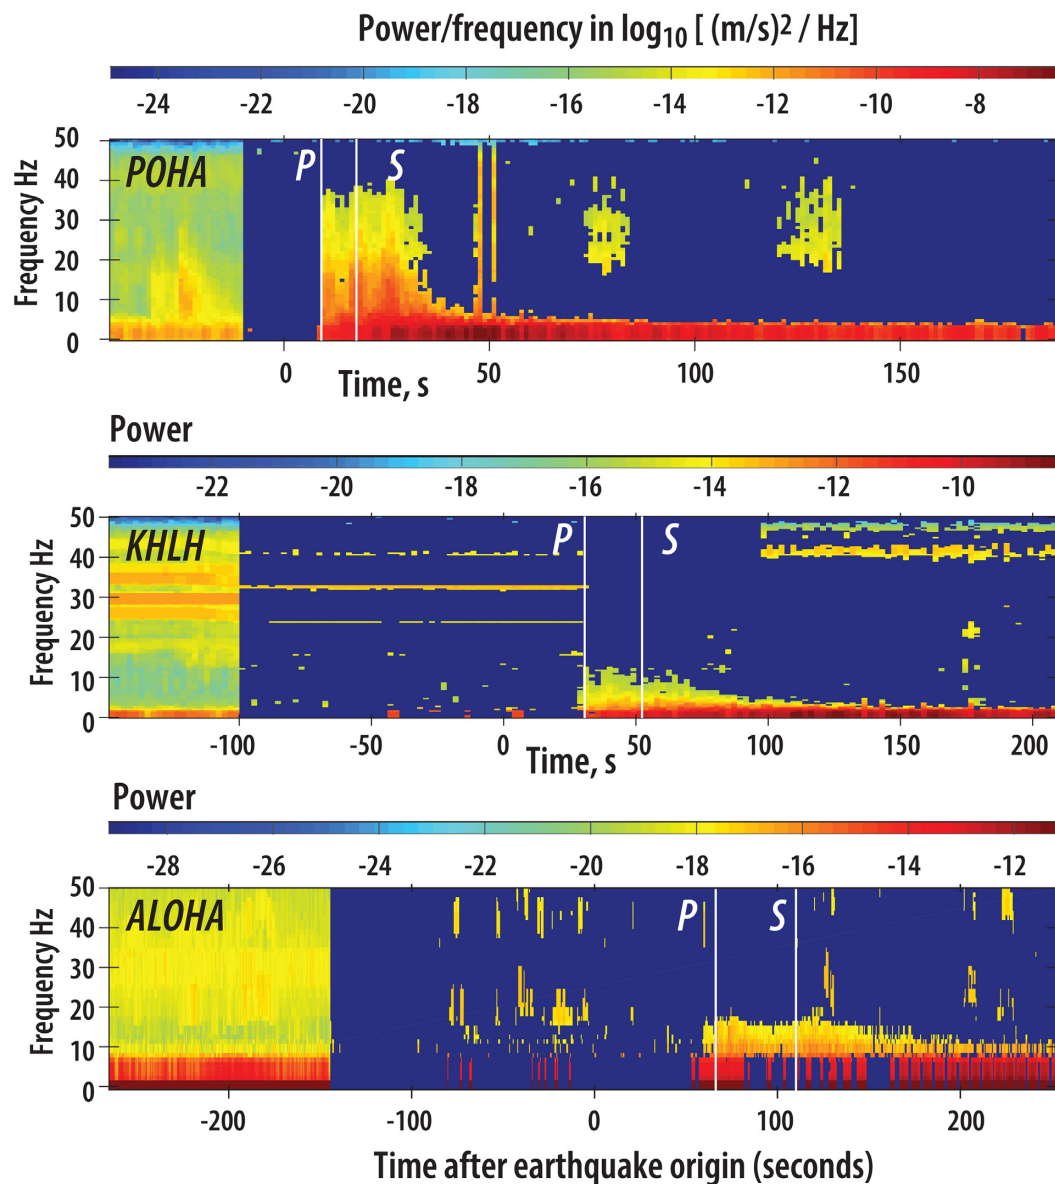 Power/frequency in log10 [ (m/s)2 / Hz]
-24 -22 -20 -18 -16 -14 -12 -10 -8
Frequency Hz
50
40
30
20
10
0
POHA
P
S
0 50 100 150
Time, s
Power
-22 -20 -18 -16 -14 -12 -10
Frequency Hz
50
40
30
20
10
0
KHLH
P
S
-100 -50 0 50 100 150 200
Time, s
Power
-28 -26 -24 -22 -20 -18 -16 -14 -12
Frequency Hz
50
40
30
20
10
0
ALOHA
P
S
-200 -100 0 100 200
Time after earthquake origin (seconds)